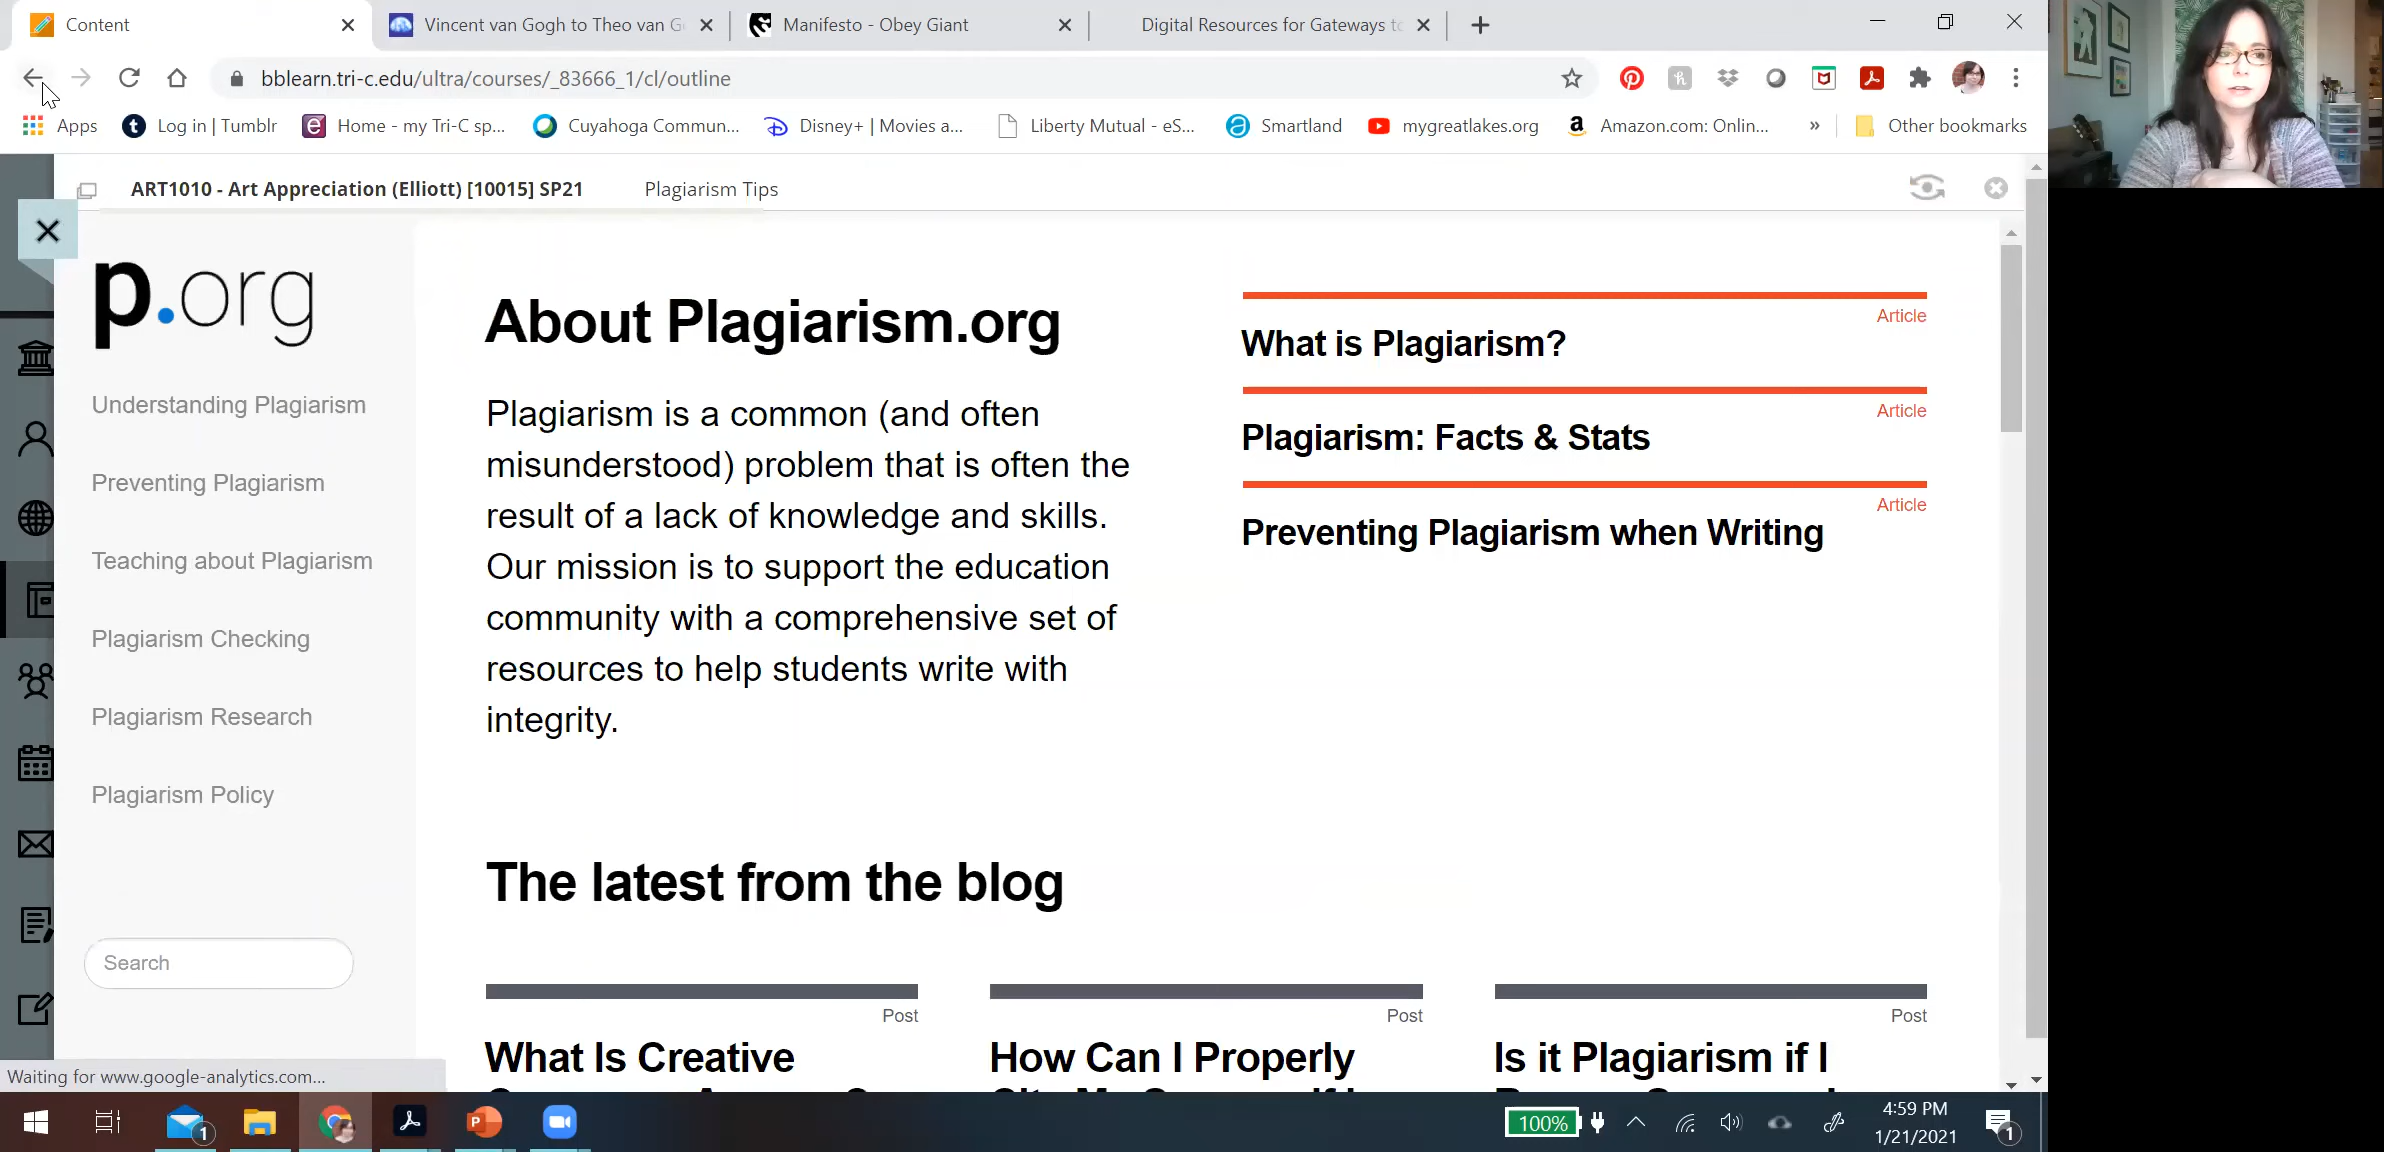 Content
Vincent van Gogh to Theo van G
Manifesto - Obey Giant
Digital Resources for Gateways to
bblearn.tri-c.edu/ultra/courses/_83666_1/cl/outline
Apps
Log in | Tumblr
Home - my Tri-C sp...
Cuyahoga Commun...
Disney+ | Movies a...
Liberty Mutual - eS...
Smartland
mygreatlakes.org
Amazon.com: Onlin...
»
Other bookmarks
ART1010 - Art Appreciation (Elliott) [10015] SP21
Plagiarism Tips
p.org
Understanding Plagiarism
Preventing Plagiarism
Teaching about Plagiarism
Plagiarism Checking
Plagiarism Research
Plagiarism Policy
Search
About Plagiarism.org
Plagiarism is a common (and often
misunderstood) problem that is often the
result of a lack of knowledge and skills.
Our mission is to support the education
community with a comprehensive set of
resources to help students write with
integrity.
Article
What is Plagiarism?
Article
Plagiarism: Facts & Stats
Article
Preventing Plagiarism when Writing
The latest from the blog
Post
What Is Creative
Post
How Can I Properly
Post
Is it Plagiarism if I
Waiting for www.google-analytics.com...
1
100%
4:59 PM
1/21/2021
1